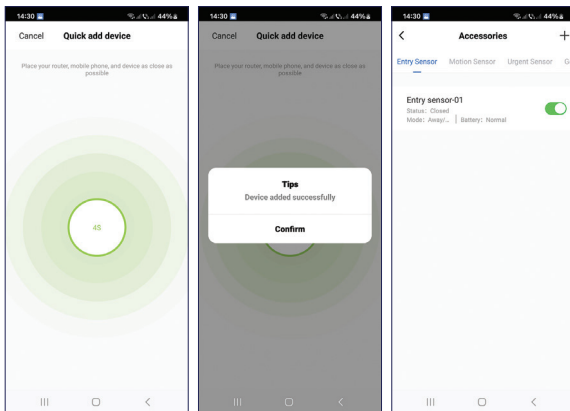 14:30
44%
Cancel
Quick add device
Place your router, mobile phone, and device as close as
possible
45
14:30
44%
Cancel
Quick add device
Place your router, mobile phone, and device as close as
possible
Tips
Device added successfully
Confirm
14:30
44%
Accessories
Entry Sensor
Motion Sensor
Urgent Sensor
G
Entry sensor-01
Status: Closed
Mode: Away/... | Battery: Normal